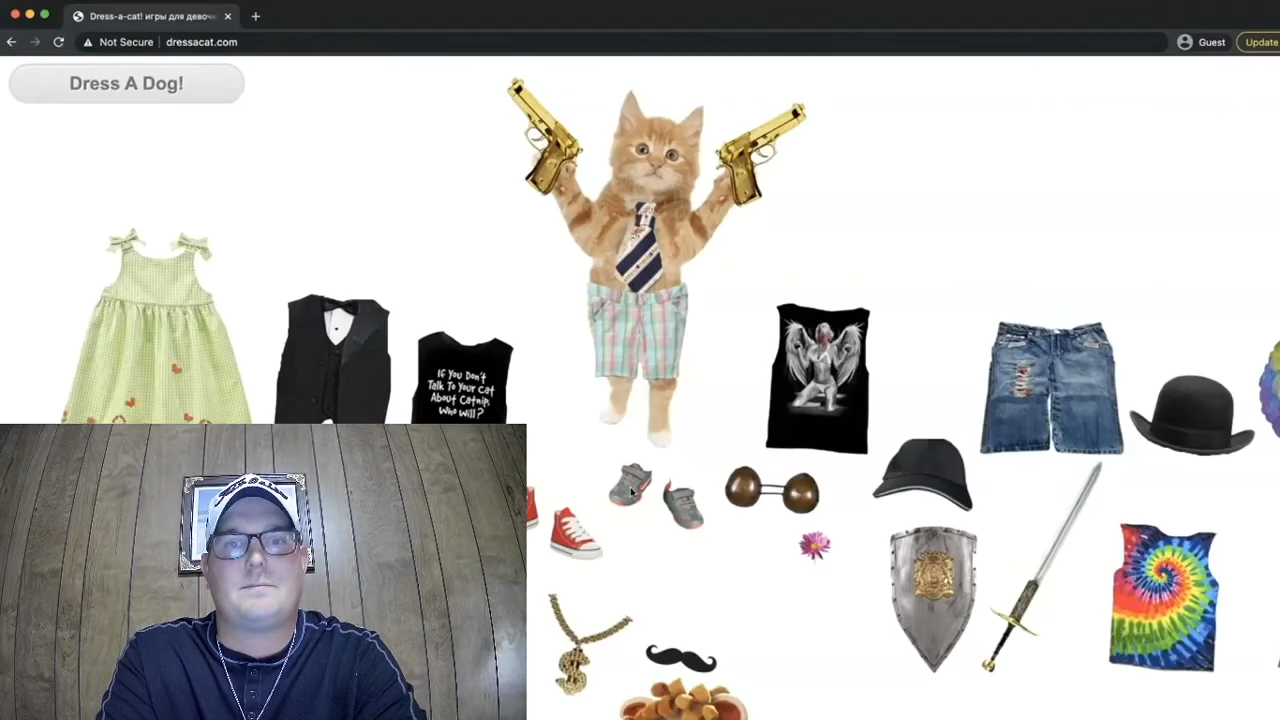 Dress-a-cat! игры для девоче
Not Secure
dressacat.com
Guest
Update
Dress A Dog!
If You Don't
Talk To Your Cat
About Catnip,
Who Will?